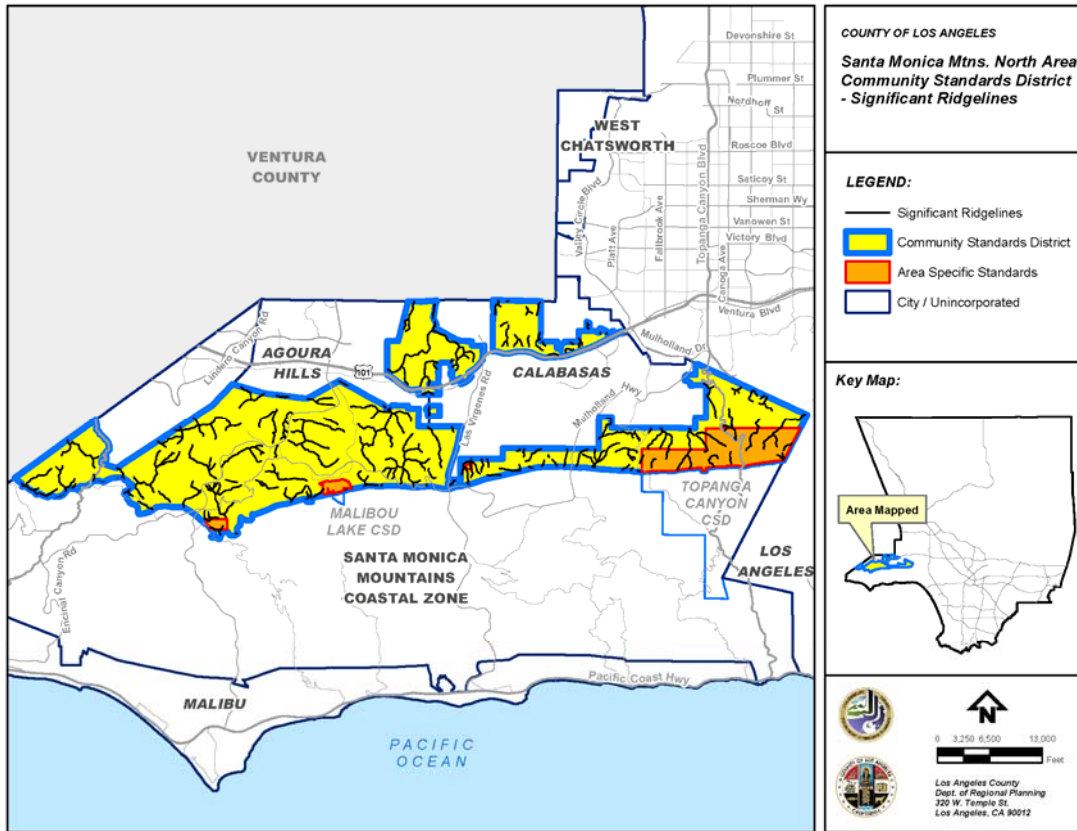 COUNTY OF LOS ANGELES
Santa Monica Mtns. North Area
Community Standards District
- Significant Ridgelines
LEGEND:
Significant Ridgelines
Community Standards District
Area Specific Standards
City / Unincorporated
Key Map:
Area Mapped
N
0 3,250 6,500 13,000
Feet
Los Angeles County
Dept. of Regional Planning
320 W. Temple St.
Los Angeles, CA 90012
Devonshire St
Plummer St
Nordhoff
St
WEST
CHATSWORTH
Roscoe Blvd
Saticoy St
Sherman Wy
Vanowen St
Victory Blvd
Valley Circle Blvd
Platt Ave
Fallbrook Ave
Topanga Canyon Blvd
Canoga Ave
Ventura Blvd
VENTURA
COUNTY
Lindero Canyon Rd
AGOURA
HILLS
101
Las Virgenes Rd
CALABASAS
Mulholland Dr
Mulholland Hwy
MALIBOU
LAKE CSD
TOPANGA
CANYON
CSD
SANTA MONICA
MOUNTAINS
COASTAL ZONE
LOS
ANGELES
Encinal Canyon Rd
MALIBU
Pacific Coast Hwy
PACIFIC
OCEAN